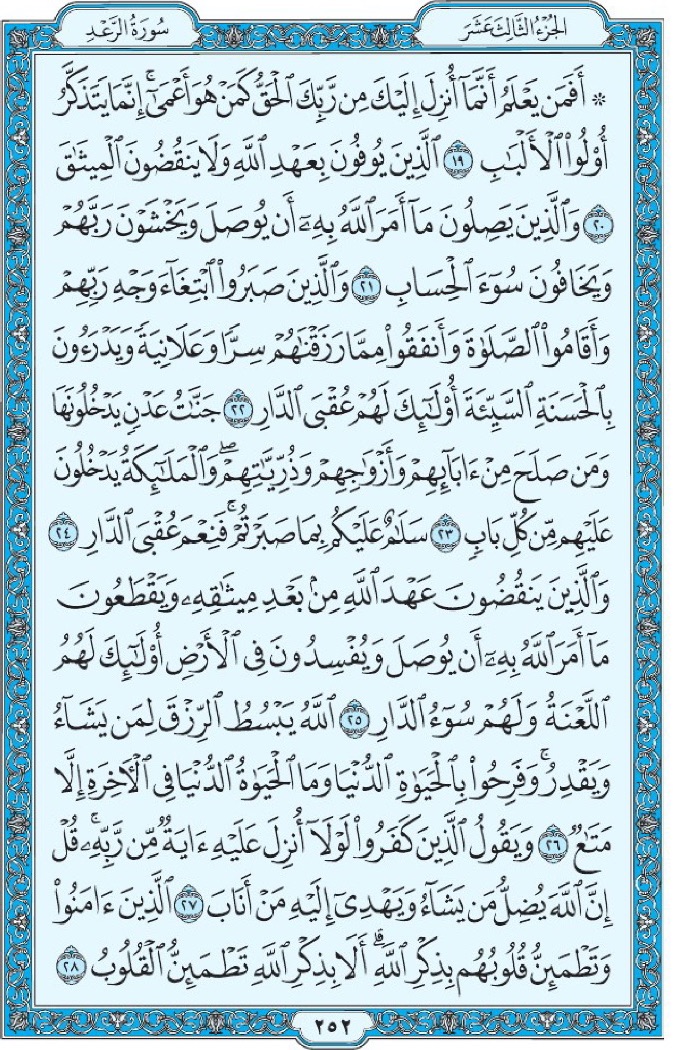 سُورَةُ الرَّعْدِ
الجُزْءُ الثَّالِثَ عَشَرَ
۞ أَفَمَن يَعْلَمُ أَنَّمَآ أُنزِلَ إِلَيْكَ مِن رَّبِّكَ ٱلْحَقُّ كَمَنْ هُوَ أَعْمَىٰٓ ۚ إِنَّمَا يَتَذَكَّرُ
أُو۟لُوا۟ ٱلْأَلْبَـٰبِ ١٩ ٱلَّذِينَ يُوفُونَ بِعَهْدِ ٱللَّهِ وَلَا يَنقُضُونَ ٱلْمِيثَـٰقَ
٢٠ وَٱلَّذِينَ يَصِلُونَ مَآ أَمَرَ ٱللَّهُ بِهِۦٓ أَن يُوصَلَ وَيَخْشَوْنَ رَبَّهُمْ
وَيَخَافُونَ سُوٓءَ ٱلْحِسَابِ ٢١ وَٱلَّذِينَ صَبَرُوا۟ ٱبْتِغَآءَ وَجْهِ رَبِّهِمْ
وَأَقَامُوا۟ ٱلصَّلَوٰةَ وَأَنفَقُوا۟ مِمَّا رَزَقْنَـٰهُمْ سِرًّا وَعَلَانِيَةً وَيَدْرَءُونَ
بِٱلْحَسَنَةِ ٱلسَّيِّئَةَ أُو۟لَـٰٓئِكَ لَهُمْ عُقْبَى ٱلدَّارِ ٢٢ جَنَّـٰتُ عَدْنٍ يَدْخُلُونَهَا
وَمَن صَلَحَ مِنْ ءَابَآئِهِمْ وَأَزْوَٰجِهِمْ وَذُرِّيَّـٰتِهِمْ ۖ وَٱلْمَلَـٰٓئِكَةُ يَدْخُلُونَ
عَلَيْهِم مِّن كُلِّ بَابٍ ٢٣ سَلَـٰمٌ عَلَيْكُم بِمَا صَبَرْتُمْ ۚ فَنِعْمَ عُقْبَى ٱلدَّارِ ٢٤
وَٱلَّذِينَ يَنقُضُونَ عَهْدَ ٱللَّهِ مِنۢ بَعْدِ مِيثَـٰقِهِۦ وَيَقْطَعُونَ
مَآ أَمَرَ ٱللَّهُ بِهِۦٓ أَن يُوصَلَ وَيُفْسِدُونَ فِى ٱلْأَرْضِ أُو۟لَـٰٓئِكَ لَهُمُ
ٱللَّعْنَةُ وَلَهُمْ سُوٓءُ ٱلدَّارِ ٢٥ ٱللَّهُ يَبْسُطُ ٱلرِّزْقَ لِمَن يَشَآءُ
وَيَقْدِرُ ۚ وَفَرِحُوا۟ بِٱلْحَيَوٰةِ ٱلدُّنْيَا وَمَا ٱلْحَيَوٰةُ ٱلدُّنْيَا فِى ٱلْـَٔاخِرَةِ إِلَّا
مَتَـٰعٌ ٢٦ وَيَقُولُ ٱلَّذِينَ كَفَرُوا۟ لَوْلَآ أُنزِلَ عَلَيْهِ ءَايَةٌ مِّن رَّبِّهِۦ ۗ قُلْ
إِنَّ ٱللَّهَ يُضِلُّ مَن يَشَآءُ وَيَهْدِىٓ إِلَيْهِ مَنْ أَنَابَ ٢٧ ٱلَّذِينَ ءَامَنُوا۟
وَتَطْمَئِنُّ قُلُوبُهُم بِذِكْرِ ٱللَّهِ ۗ أَلَا بِذِكْرِ ٱللَّهِ تَطْمَئِنُّ ٱلْقُلُوبُ ٢٨
٢٥٢